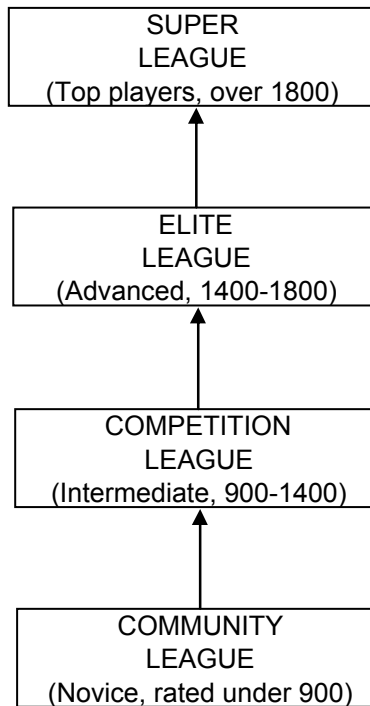 SUPER
LEAGUE
(Top players, over 1800)
ELITE
LEAGUE
(Advanced, 1400-1800)
COMPETITION
LEAGUE
(Intermediate, 900-1400)
COMMUNITY
LEAGUE
(Novice, rated under 900)